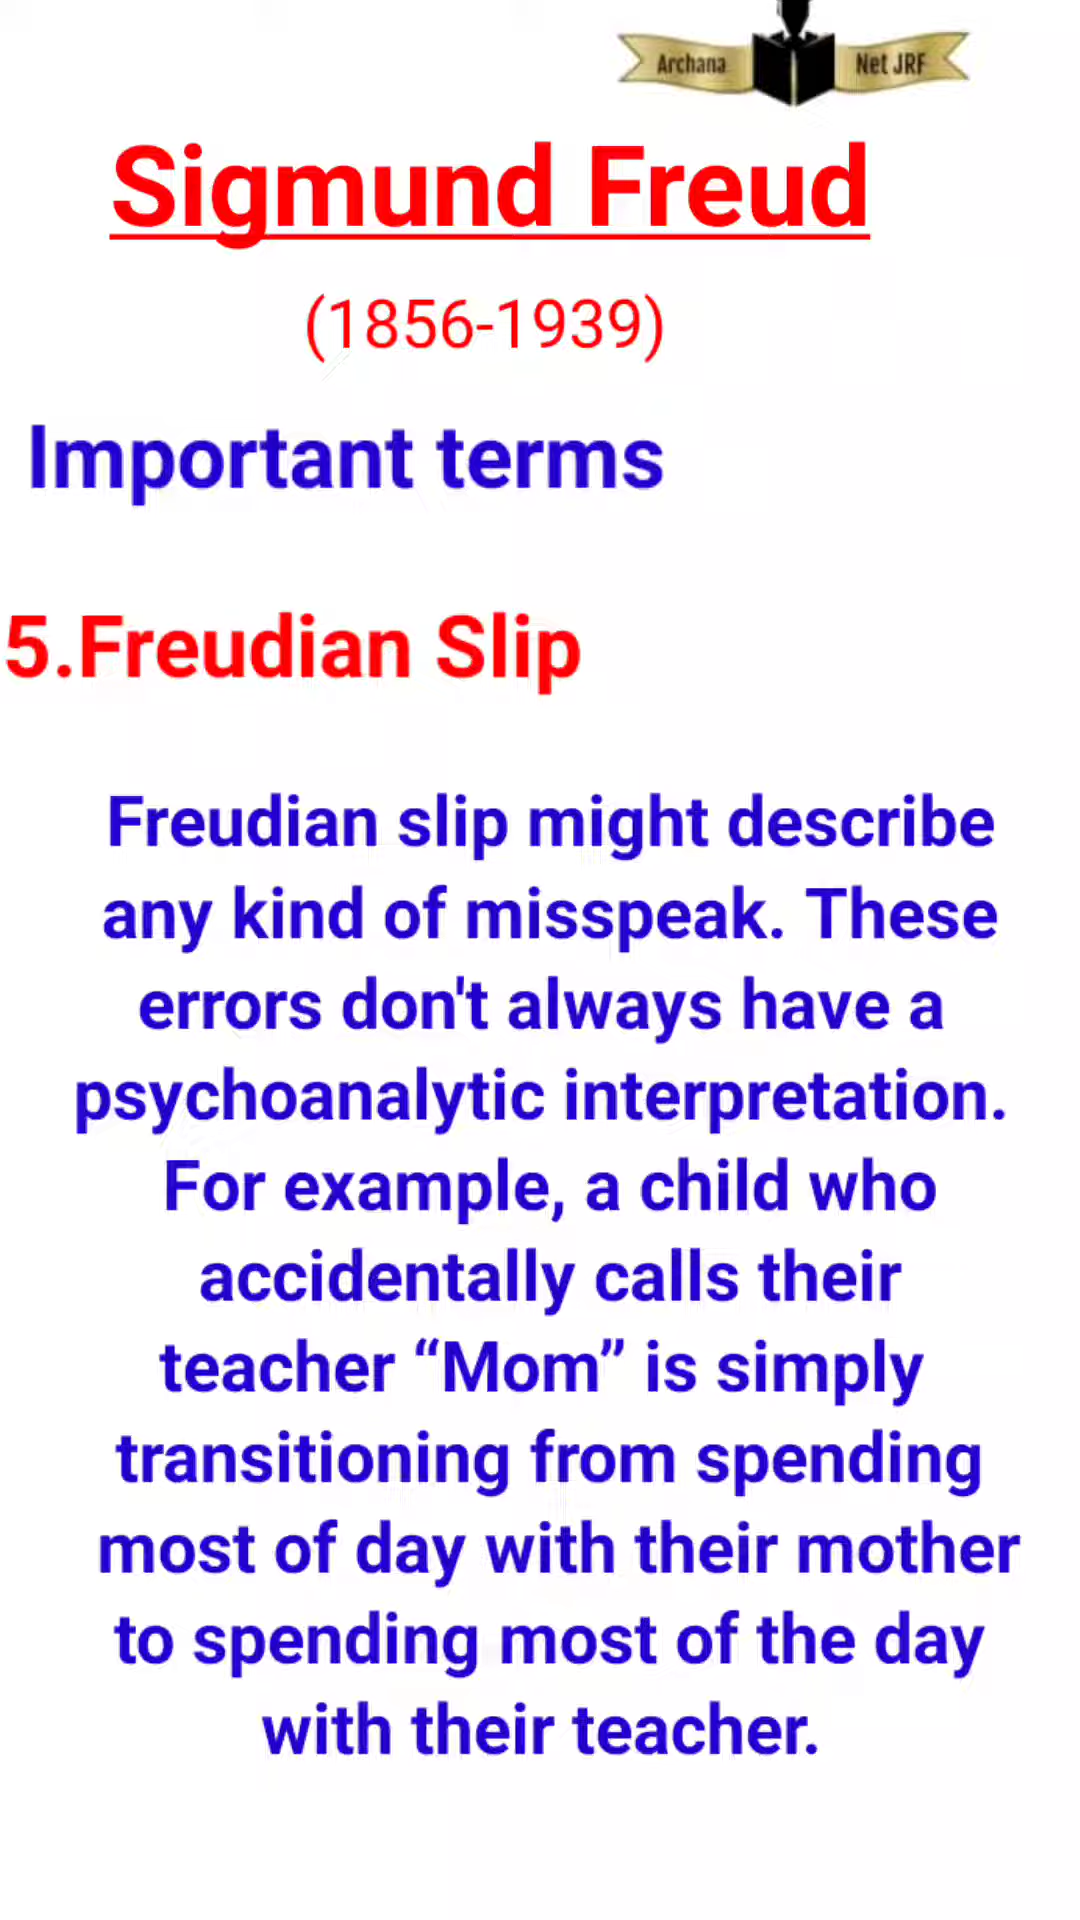 Archana Net JRF
Sigmund Freud
(1856-1939)
Important terms
5.Freudian Slip
Freudian slip might describe
any kind of misspeak. These
errors don't always have a
psychoanalytic interpretation.
For example, a child who
accidentally calls their
teacher “Mom” is simply
transitioning from spending
most of day with their mother
to spending most of the day
with their teacher.